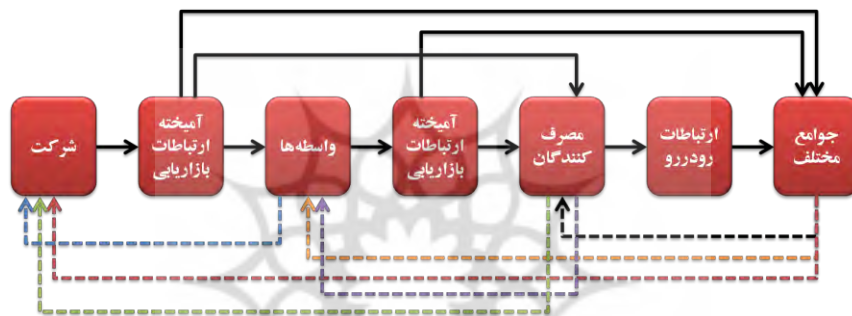 شرکت
آمیخته
ارتباطات
بازاریابی
واسطه‌ها
آمیخته
ارتباطات
بازاریابی
مصرف
کنندگان
ارتباطات
رودررو
جوامع
مختلف